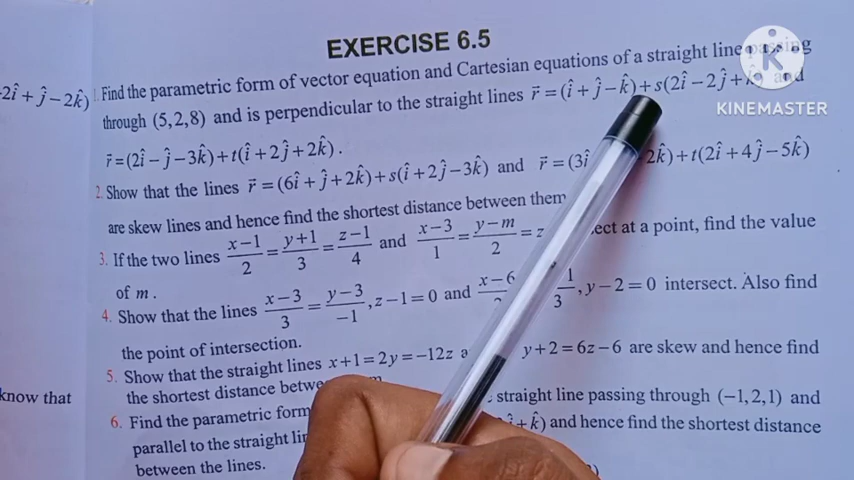 -2î + ĵ - 2k̂)
EXERCISE 6.5
1. Find the parametric form of vector equation and Cartesian equations of a straight line passing
through (5,2,8) and is perpendicular to the straight lines r⃗ = (î + ĵ - k̂) + s(2î - 2ĵ + k̂) and
r⃗ = (2î - ĵ - 3k̂) + t(î + 2ĵ + 2k̂).
2. Show that the lines r⃗ = (6î + ĵ + 2k̂) + s(î + 2ĵ - 3k̂) and r⃗ = (3î 2k̂) + t(2î + 4ĵ - 5k̂)
are skew lines and hence find the shortest distance between them
3. If the two lines (x-1)/2 = (y+1)/3 = (z-1)/4 and (x-3)/1 = (y-m)/2 = z at a point, find the value
of m.
4. Show that the lines (x-3)/3 = (y-3)/-1, z-1=0 and x-6 1/3, y-2=0 intersect. Also find
the point of intersection.
5. Show that the straight lines x+1=2y=-12z y+2=6z-6 are skew and hence find
the shortest distance
know that
6. Find the parametric form straight line passing through (-1,2,1) and
parallel to the straight + k̂) and hence find the shortest distance
between the lines.
KINEMASTER